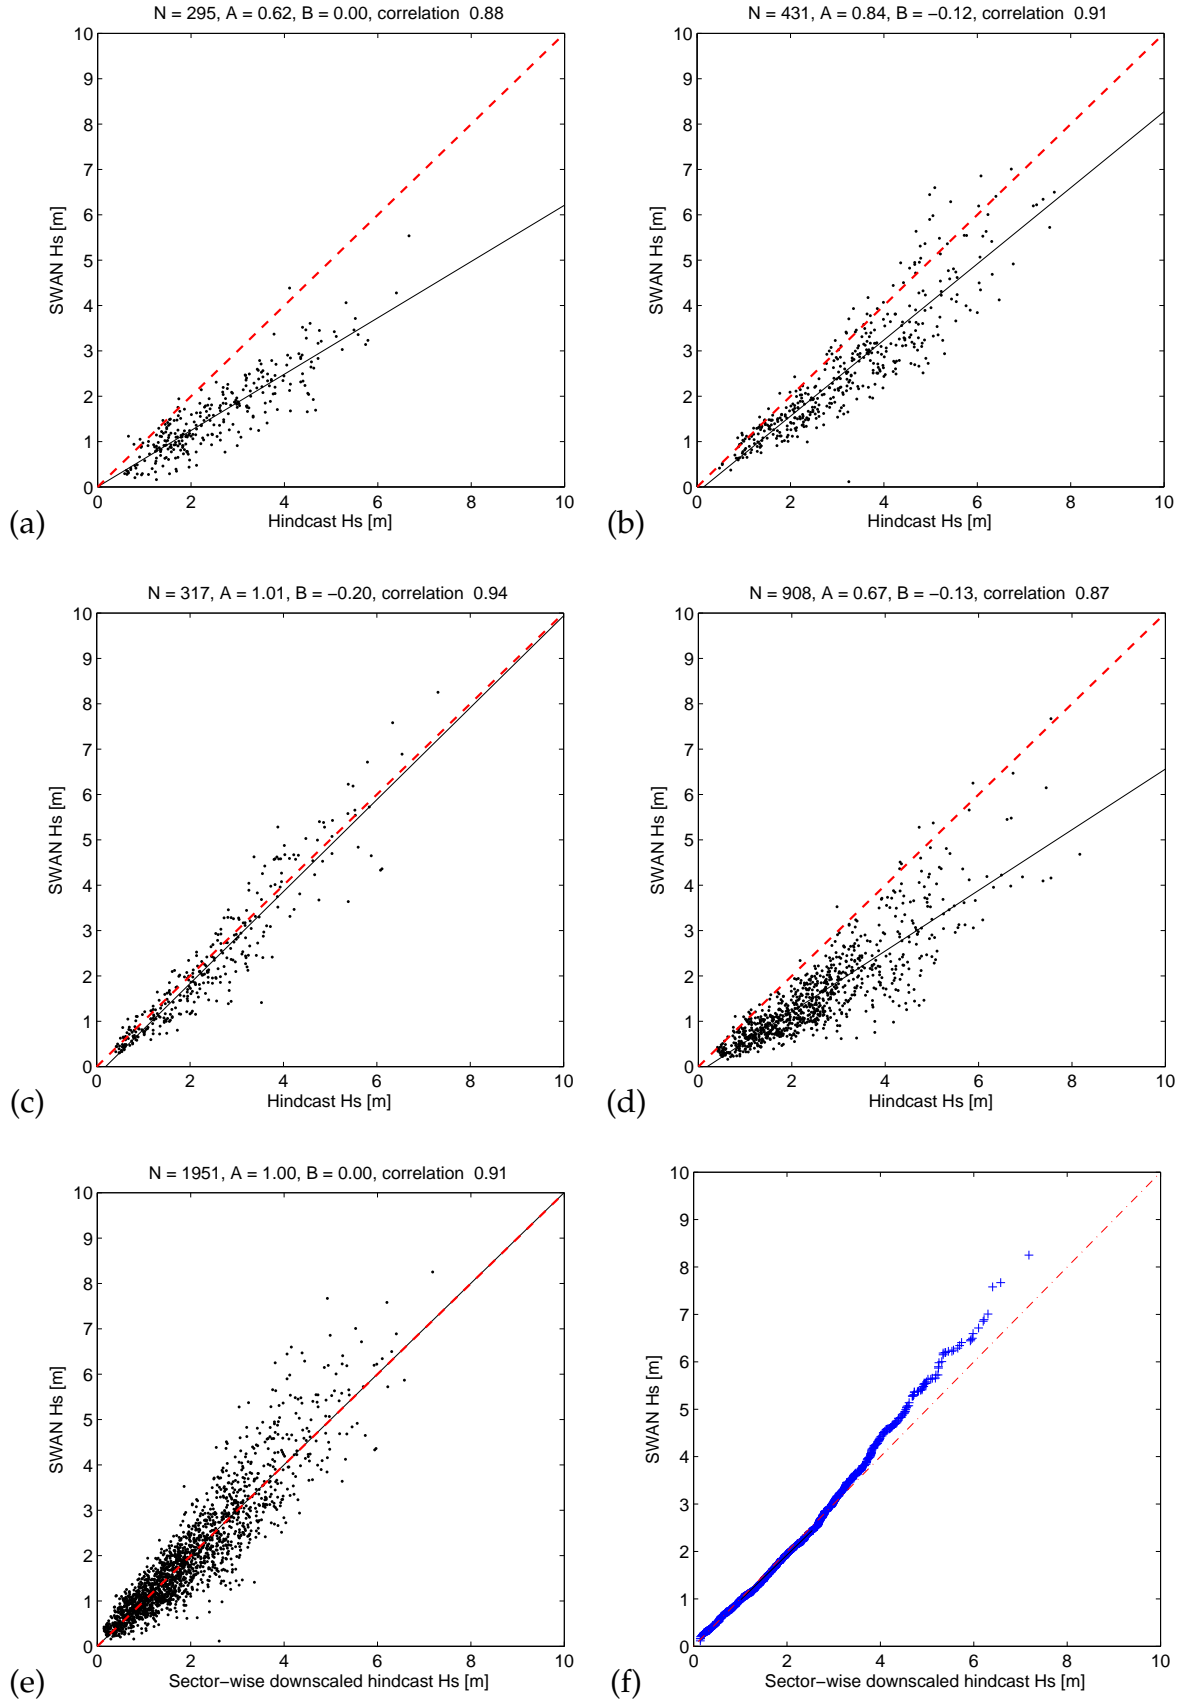 N = 295, A = 0.62, B = 0.00, correlation 0.88
10
9
8
7
6
5
4
3
2
1
0
SWAN Hs [m]
0 2 4 6 8 10
Hindcast Hs [m]
(a)
N = 431, A = 0.84, B = −0.12, correlation 0.91
10
9
8
7
6
5
4
3
2
1
0
SWAN Hs [m]
0 2 4 6 8 10
Hindcast Hs [m]
(b)
N = 317, A = 1.01, B = −0.20, correlation 0.94
10
9
8
7
6
5
4
3
2
1
0
SWAN Hs [m]
0 2 4 6 8 10
Hindcast Hs [m]
(c)
N = 908, A = 0.67, B = −0.13, correlation 0.87
10
9
8
7
6
5
4
3
2
1
0
SWAN Hs [m]
0 2 4 6 8 10
Hindcast Hs [m]
(d)
N = 1951, A = 1.00, B = 0.00, correlation 0.91
10
9
8
7
6
5
4
3
2
1
0
SWAN Hs [m]
0 2 4 6 8 10
Sector−wise downscaled hindcast Hs [m]
(e)
10
9
8
7
6
5
4
3
2
1
0
SWAN Hs [m]
0 2 4 6 8 10
Sector−wise downscaled hindcast Hs [m]
(f)